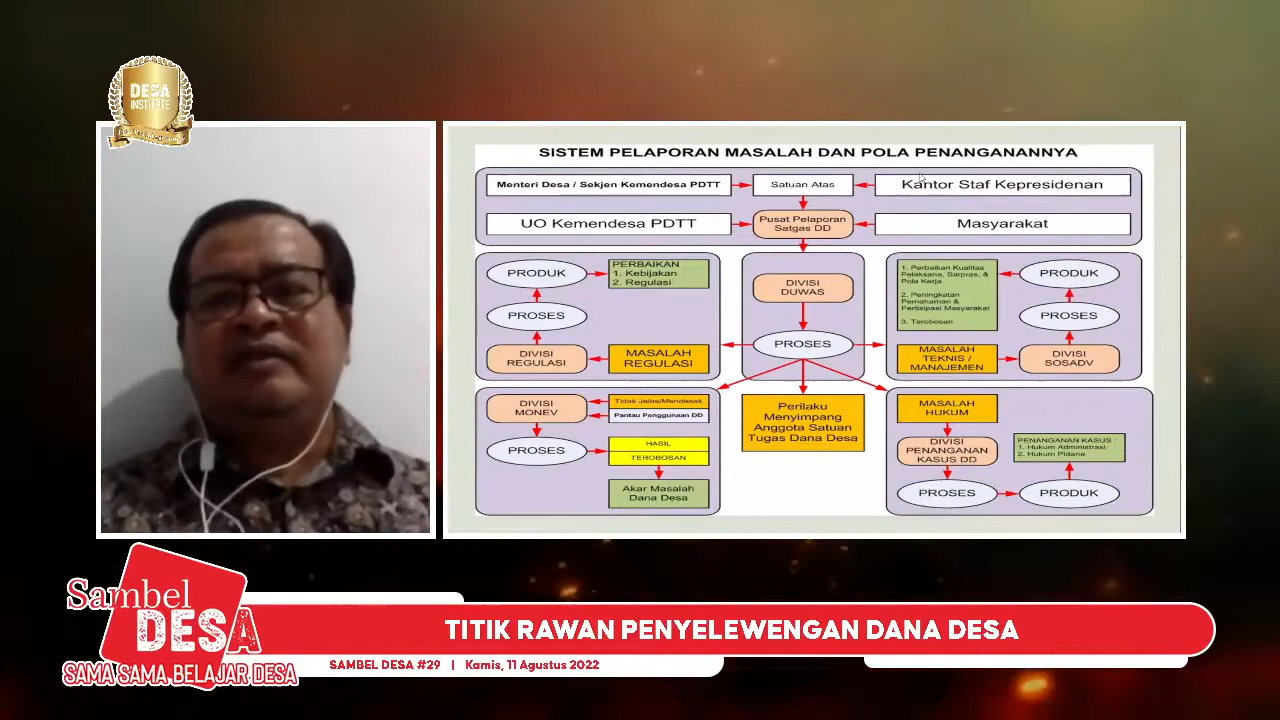 DESA
INSTITUTE
SISTEM PELAPORAN MASALAH DAN POLA PENANGANANNYA
Menteri Desa / Sekjen Kemendesa PDTT
Satuan Atas
Kantor Staf Kepresidenan
UO Kemendesa PDTT
Pusat Pelaporan
Satgas DD
Masyarakat
PRODUK
PERBAIKAN
1. Kebijakan
2. Regulasi
PROSES
DIVISI
REGULASI
MASALAH
REGULASI
DIVISI
DUWAS
PROSES
1. Perbaikan Kualitas
Pelaksana, Sarpras, &
Pola Kerja
2. Peningkatan
Pemahaman &
Partisipasi Masyarakat
3. Terobosan
PRODUK
PROSES
MASALAH
TEKNIS /
MANAJEMEN
DIVISI
SOSADV
DIVISI
MONEV
Tidak Jelas/Mendesak
Pantau Penggunaan DD
PROSES
HASIL
TEROBOSAN
Akar Masalah
Dana Desa
Perilaku
Menyimpang
Anggota Satuan
Tugas Dana Desa
MASALAH
HUKUM
DIVISI
PENANGANAN
KASUS DD
PENANGANAN KASUS :
1. Hukum Administrasi
2. Hukum Pidana
PROSES
PRODUK
Sambel
DESA
SAMA SAMA BELAJAR DESA
TITIK RAWAN PENYELEWENGAN DANA DESA
SAMBEL DESA #29 | Kamis, 11 Agustus 2022